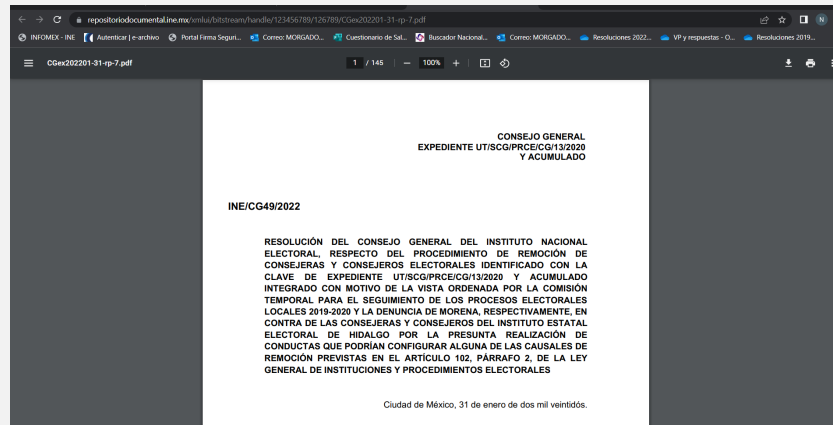 repositoriodocumental.ine.mx/xmlui/bitstream/handle/123456789/126789/CGex202201-31-rp-7.pdf
N
INFOMEX - INE Autenticar | e-archivo Portal Firma Seguri... Correo: MORGADO... Cuestionario de Sal... Buscador Nacional... Correo: MORGADO... Resoluciones 2022... VP y respuestas - O... Resoluciones 2019...
CGex202201-31-rp-7.pdf 1 / 145 | − 100% +
CONSEJO GENERAL
EXPEDIENTE UT/SCG/PRCE/CG/13/2020
Y ACUMULADO
INE/CG49/2022
RESOLUCIÓN DEL CONSEJO GENERAL DEL INSTITUTO NACIONAL
ELECTORAL, RESPECTO DEL PROCEDIMIENTO DE REMOCIÓN DE
CONSEJERAS Y CONSEJEROS ELECTORALES IDENTIFICADO CON LA
CLAVE DE EXPEDIENTE UT/SCG/PRCE/CG/13/2020 Y ACUMULADO
INTEGRADO CON MOTIVO DE LA VISTA ORDENADA POR LA COMISIÓN
TEMPORAL PARA EL SEGUIMIENTO DE LOS PROCESOS ELECTORALES
LOCALES 2019-2020 Y LA DENUNCIA DE MORENA, RESPECTIVAMENTE, EN
CONTRA DE LAS CONSEJERAS Y CONSEJEROS DEL INSTITUTO ESTATAL
ELECTORAL DE HIDALGO POR LA PRESUNTA REALIZACIÓN DE
CONDUCTAS QUE PODRÍAN CONFIGURAR ALGUNA DE LAS CAUSALES DE
REMOCIÓN PREVISTAS EN EL ARTÍCULO 102, PÁRRAFO 2, DE LA LEY
GENERAL DE INSTITUCIONES Y PROCEDIMIENTOS ELECTORALES
Ciudad de México, 31 de enero de dos mil veintidós.